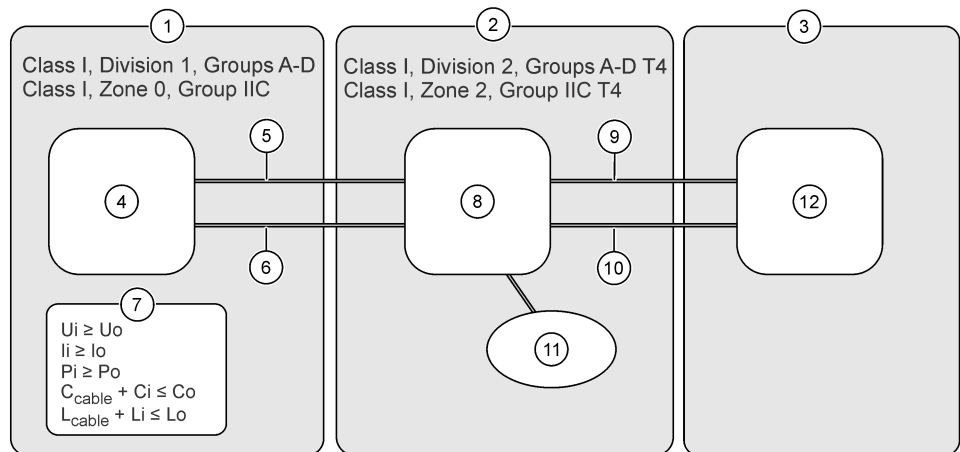 1
2
3
Class I, Division 1, Groups A-D
Class I, Zone 0, Group IIC
Class I, Division 2, Groups A-D T4
Class I, Zone 2, Group IIC T4
5
9
4
8
12
6
10
7
Ui ≥ Uo
Ii ≥ Io
Pi ≥ Po
Ccable + Ci ≤ Co
Lcable + Li ≤ Lo
11